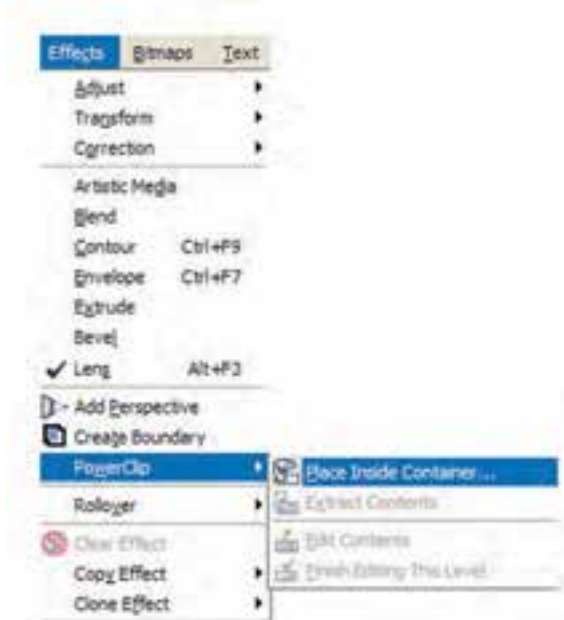 Effects Bitmaps Text
Adjust
Transform
Correction
Artistic Media
Blend
Contour Ctrl+F9
Envelope Ctrl+F7
Extrude
Bevel
Lens Alt+F3
Add Perspective
Create Boundary
PowerClip
Place Inside Container...
Rollover
Extract Contents
Clear Effect
Edit Contents
Copy Effect
Finish Editing This Level
Clone Effect